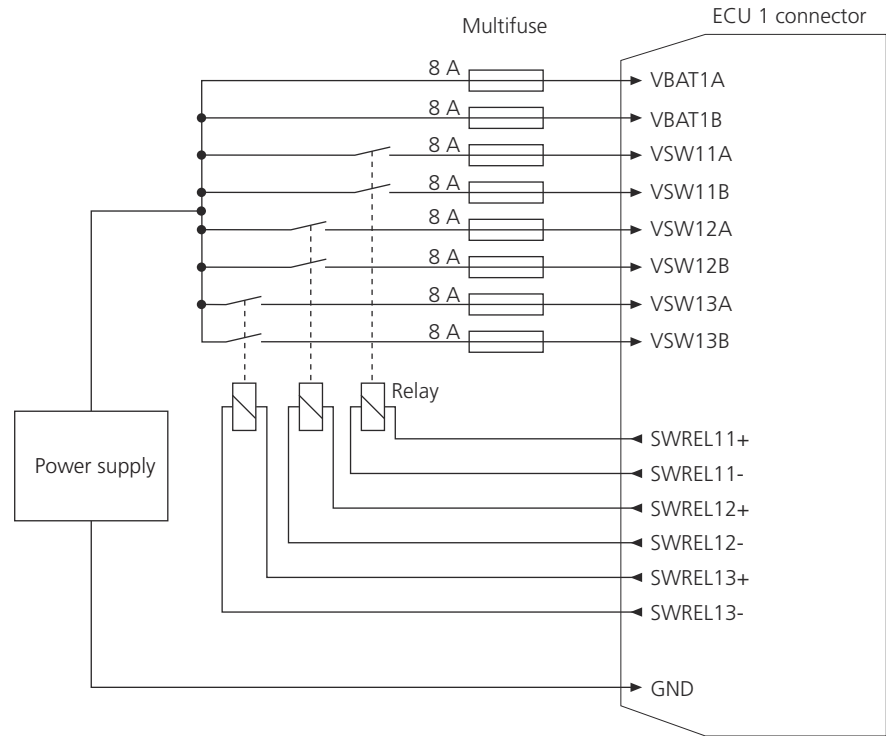 ECU 1 connector
Multifuse
8 A
VBAT1A
8 A
VBAT1B
8 A
VSW11A
8 A
VSW11B
8 A
VSW12A
8 A
VSW12B
8 A
VSW13A
8 A
VSW13B
Relay
SWREL11+
Power supply
SWREL11-
SWREL12+
SWREL12-
SWREL13+
SWREL13-
GND